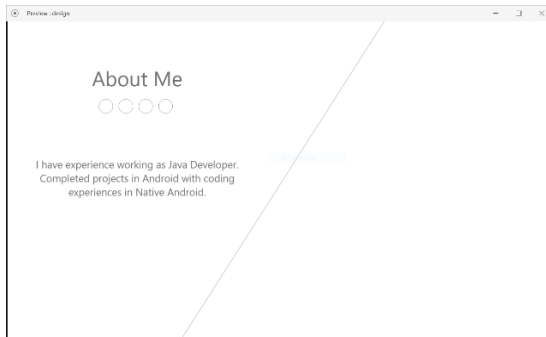 Preview : design
About Me
I have experience working as Java Developer.
Completed projects in Android with coding
experiences in Native Android.